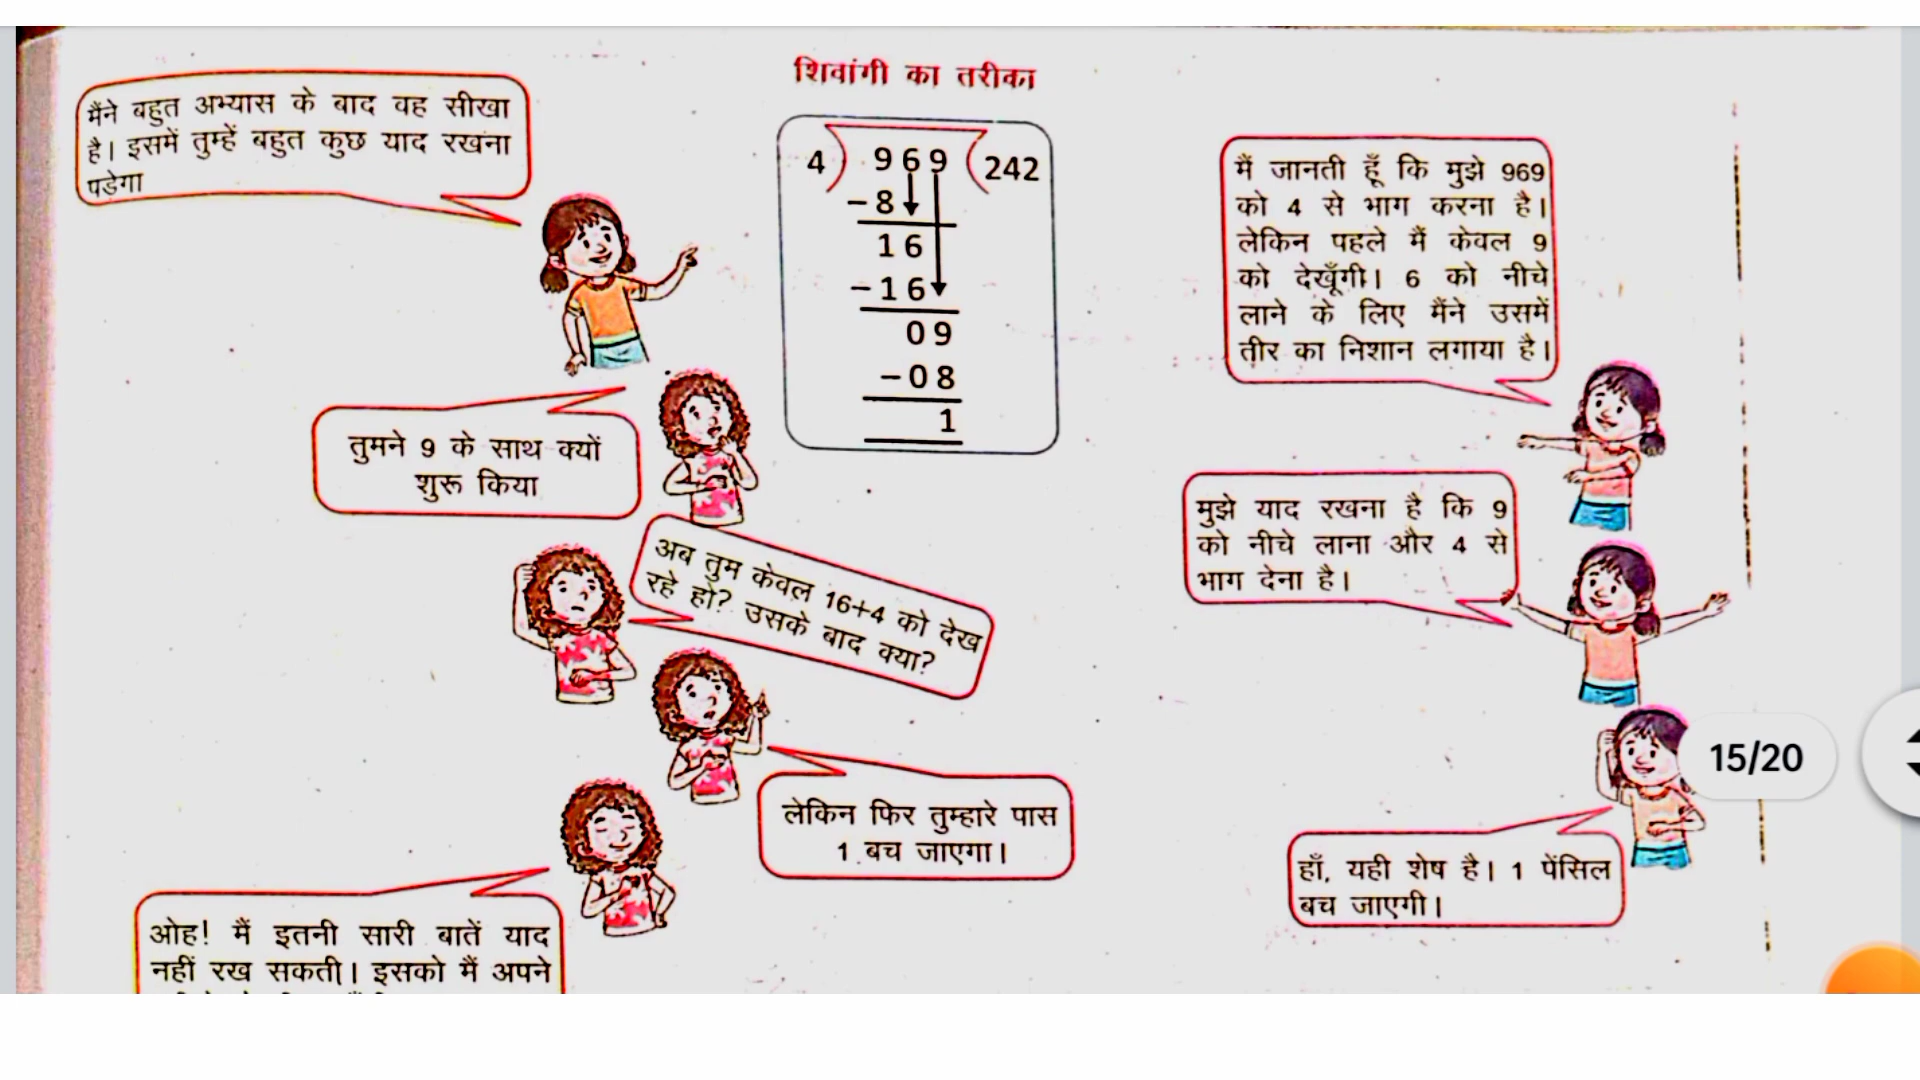 शिवांगी का तरीका
मैंने बहुत अभ्यास के बाद वह सीखा
है। इसमें तुम्हें बहुत कुछ याद रखना
पडेगा
4 969 242
-8
16
-16
09
-08
1
मैं जानती हूँ कि मुझे 969
को 4 से भाग करना है।
लेकिन पहले मैं केवल 9
को देखूँगी। 6 को नीचे
लाने के लिए मैंने उसमें
तीर का निशान लगाया है।
तुमने 9 के साथ क्यों
शुरू किया
मुझे याद रखना है कि 9
को नीचे लाना और 4 से
भाग देना है।
अब तुम केवल 16+4 को देख
रहे हो? उसके बाद क्या?
लेकिन फिर तुम्हारे पास
1 बच जाएगा।
15/20
हाँ, यही शेष है। 1 पेंसिल
बच जाएगी।
ओह! मैं इतनी सारी बातें याद
नहीं रख सकती। इसको मैं अपने